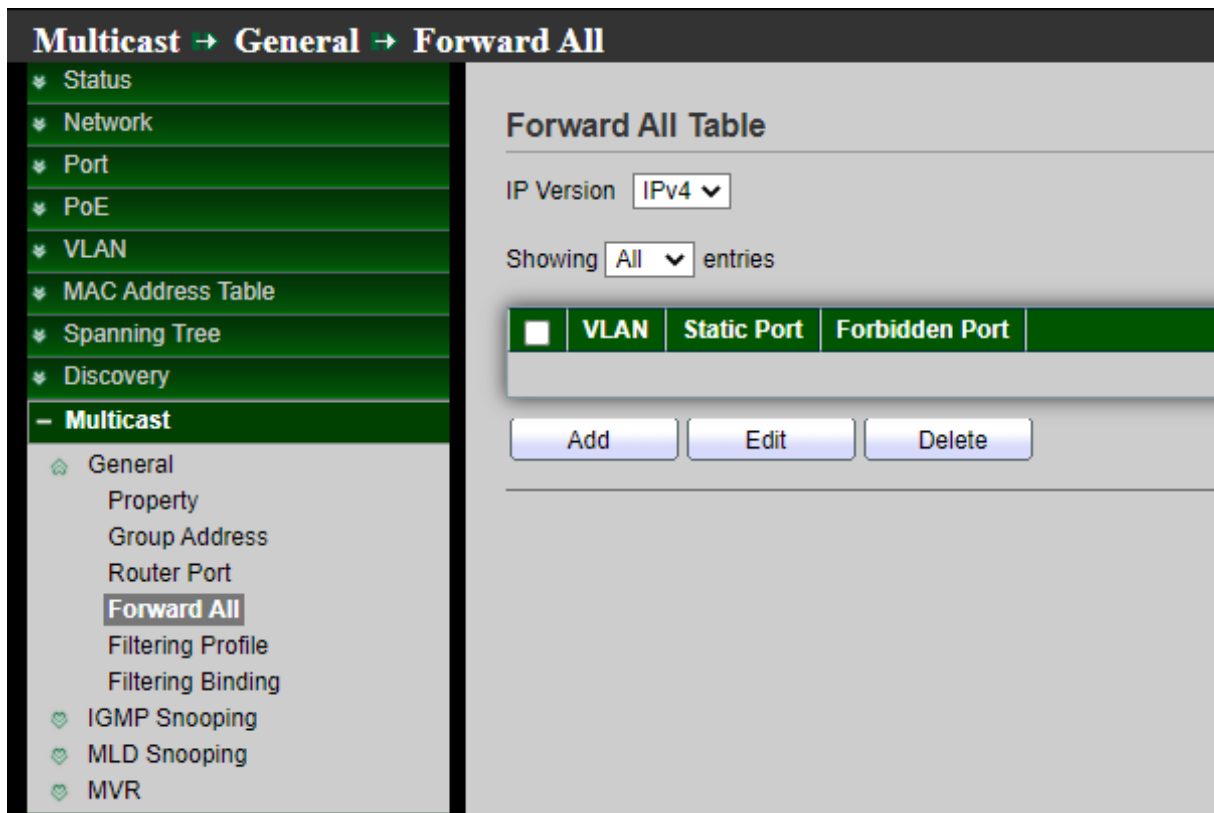 Multicast → General → Forward All
Status
Network
Port
PoE
VLAN
MAC Address Table
Spanning Tree
Discovery
Multicast
General
Property
Group Address
Router Port
Forward All
Filtering Profile
Filtering Binding
IGMP Snooping
MLD Snooping
MVR
Forward All Table
IP Version IPv4
Showing All entries
VLAN Static Port Forbidden Port
Add Edit Delete